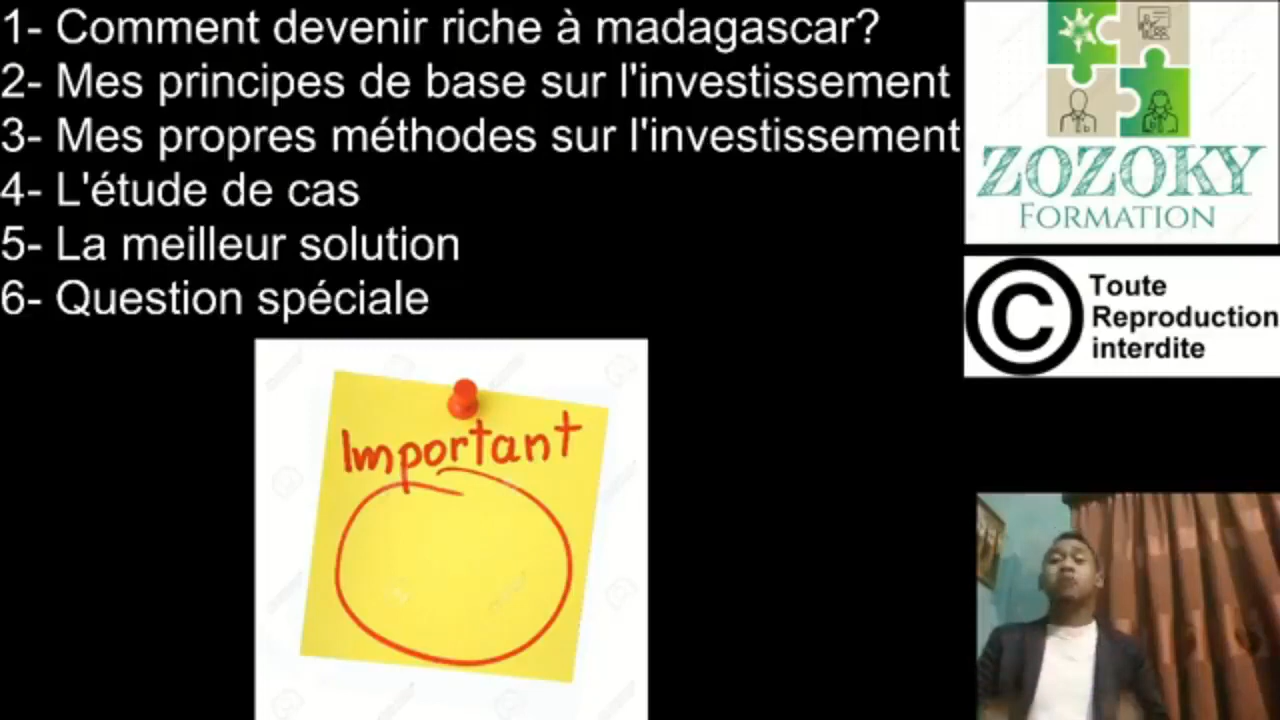 1- Comment devenir riche à madagascar?
2- Mes principes de base sur l'investissement
3- Mes propres méthodes sur l'investissement
4- L'étude de cas
5- La meilleur solution
6- Question spéciale
ZOZOKY
FORMATION
©
Toute
Reproduction
interdite
Important